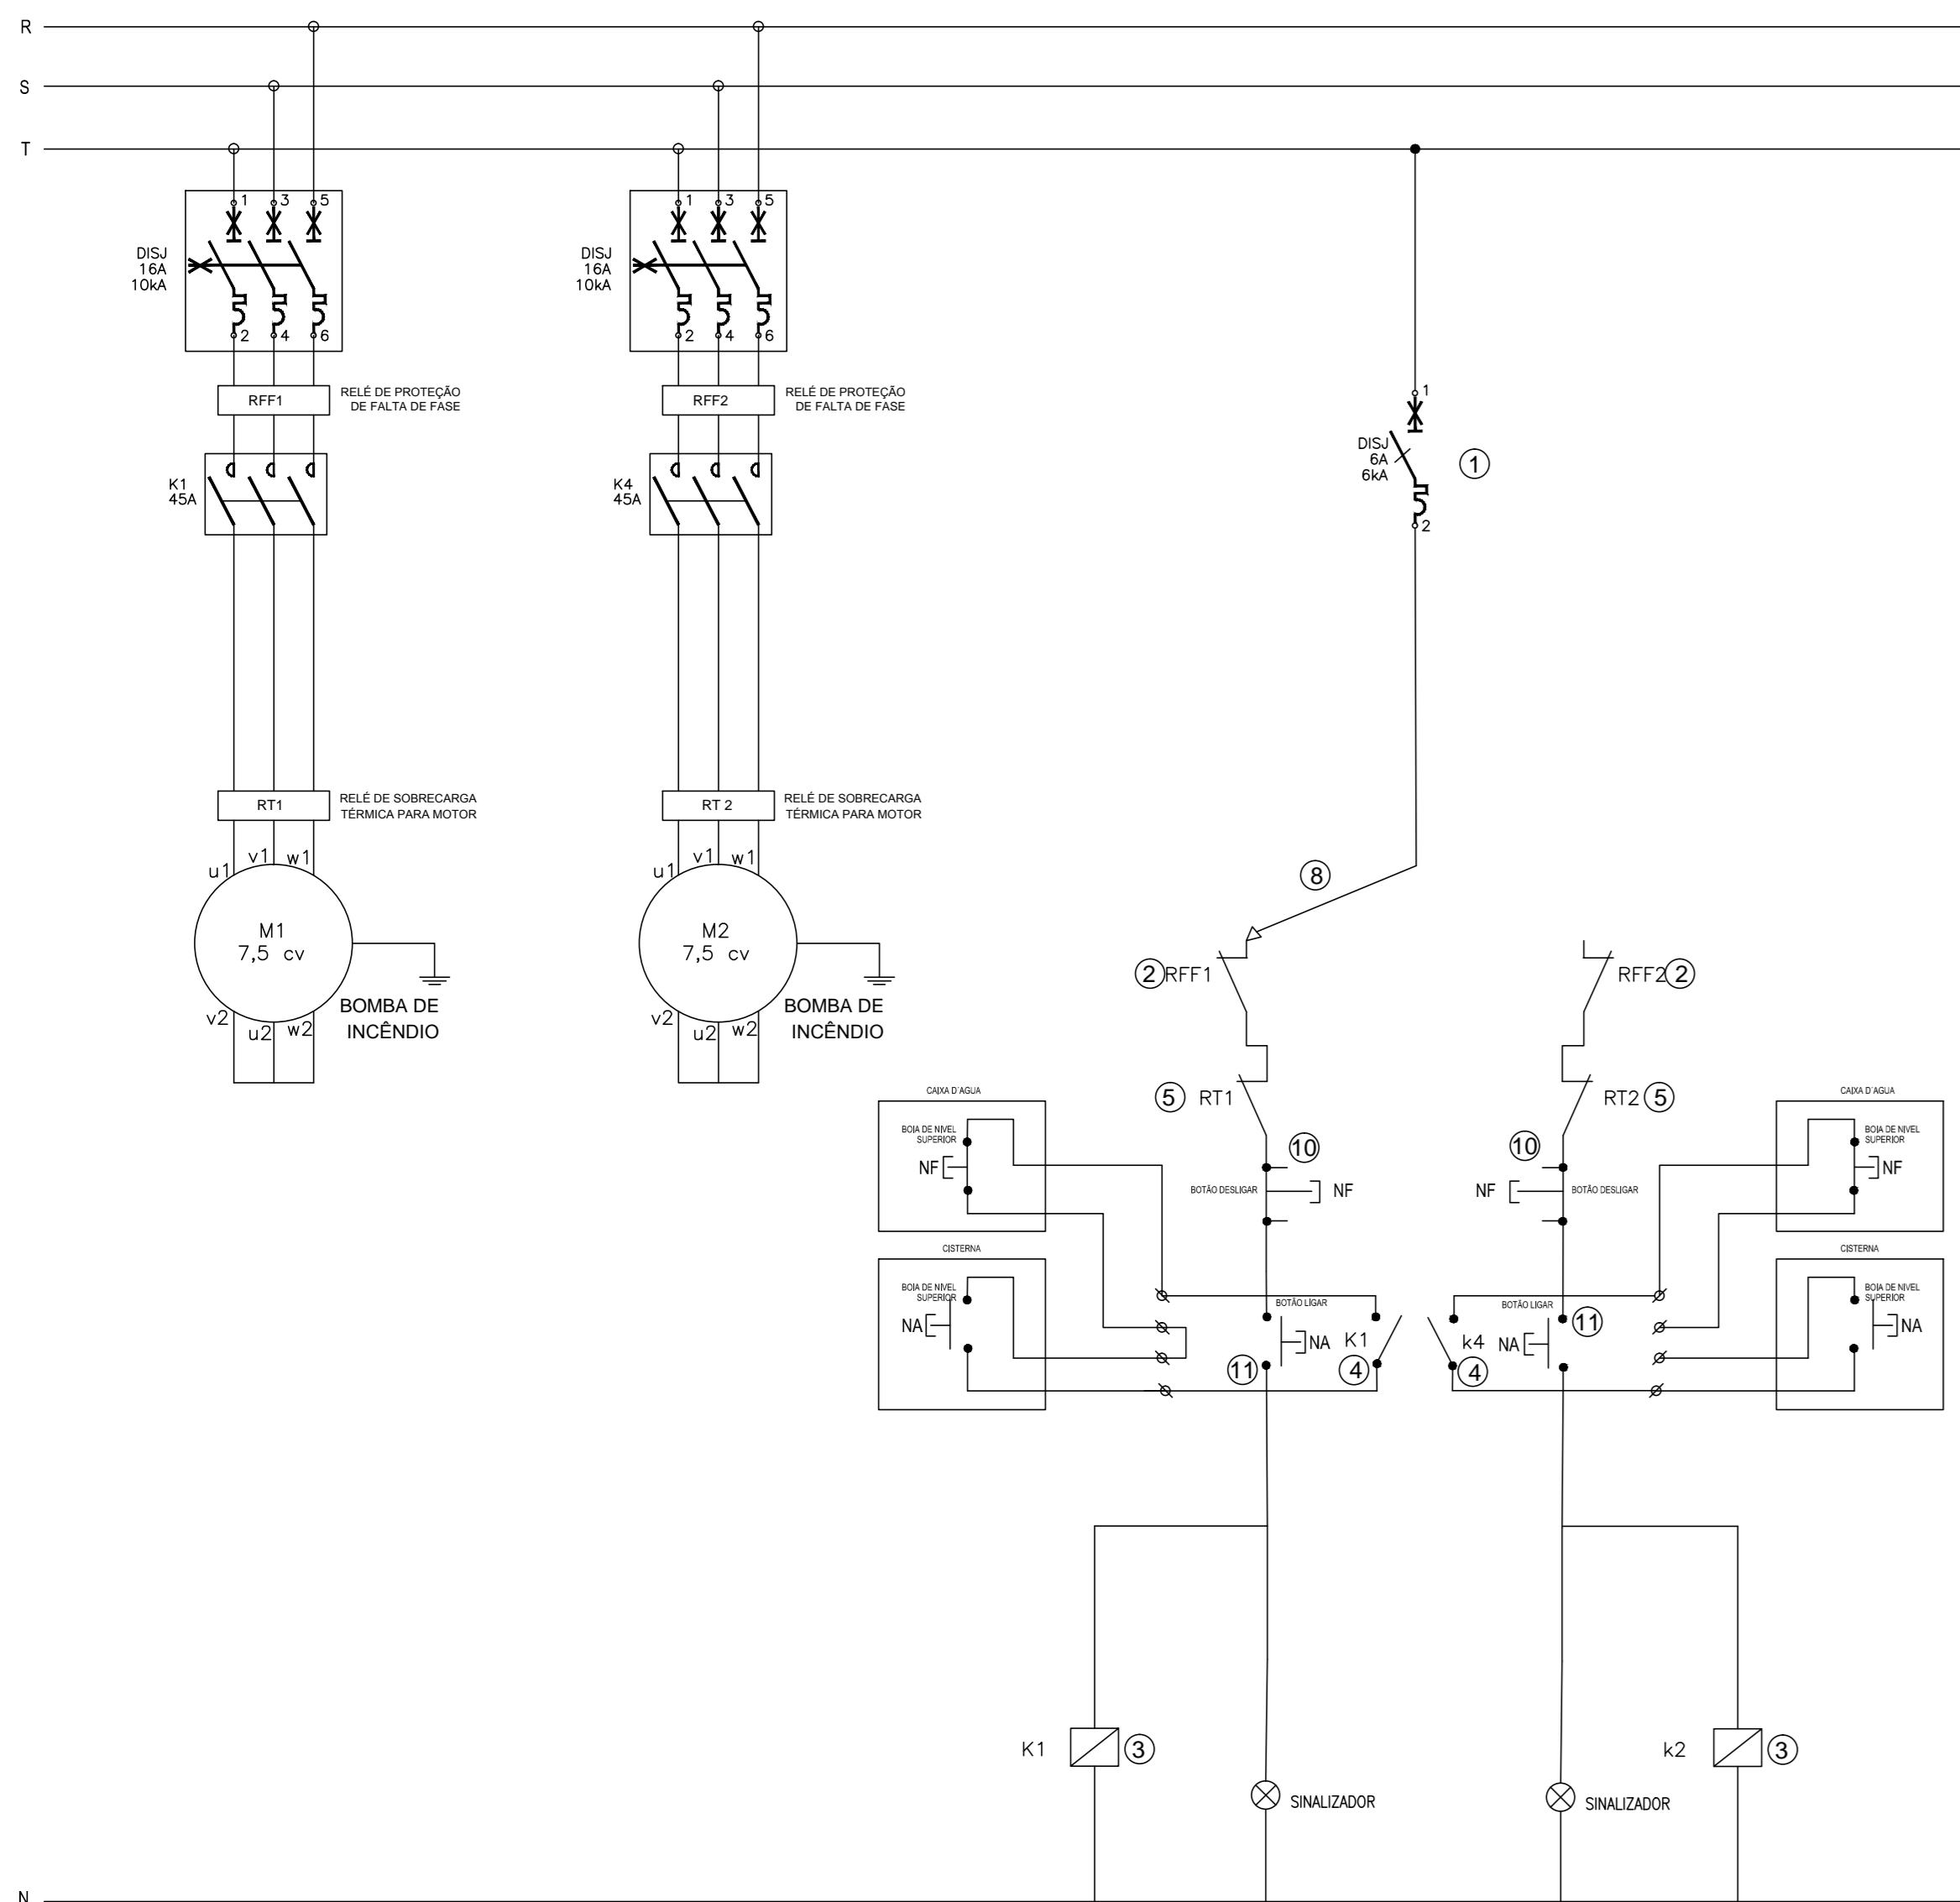 R
S
T
1 3 5
DISJ
16A
10kA
2 4 6
RFF1
RELÉ DE PROTEÇÃO
DE FALTA DE FASE
K1
45A
RT1
RELÉ DE SOBRECARGA
TÉRMICA PARA MOTOR
u1 v1 w1
M1
7,5 cv
v2 u2 w2
BOMBA DE
INCÊNDIO
1 3 5
DISJ
16A
10kA
2 4 6
RFF2
RELÉ DE PROTEÇÃO
DE FALTA DE FASE
K4
45A
RT 2
RELÉ DE SOBRECARGA
TÉRMICA PARA MOTOR
u1 v1 w1
M2
7,5 cv
v2 u2 w2
BOMBA DE
INCÊNDIO
1
DISJ
6A
6kA
1
2
8
2 RFF1
RFF2 2
5 RT1
RT2 5
10
10
BOTÃO DESLIGAR
NF
NF
BOTÃO DESLIGAR
CAIXA D´AGUA
BOIA DE NIVEL
SUPERIOR
NF
CISTERNA
BOIA DE NIVEL
SUPERIOR
NA
BOTÃO LIGAR
NA
11
K1
4
k4
4
BOTÃO LIGAR
NA
11
CAIXA D´AGUA
BOIA DE NIVEL
SUPERIOR
NF
CISTERNA
BOIA DE NIVEL
SUPERIOR
NA
K1
3
SINALIZADOR
SINALIZADOR
k2
3
N